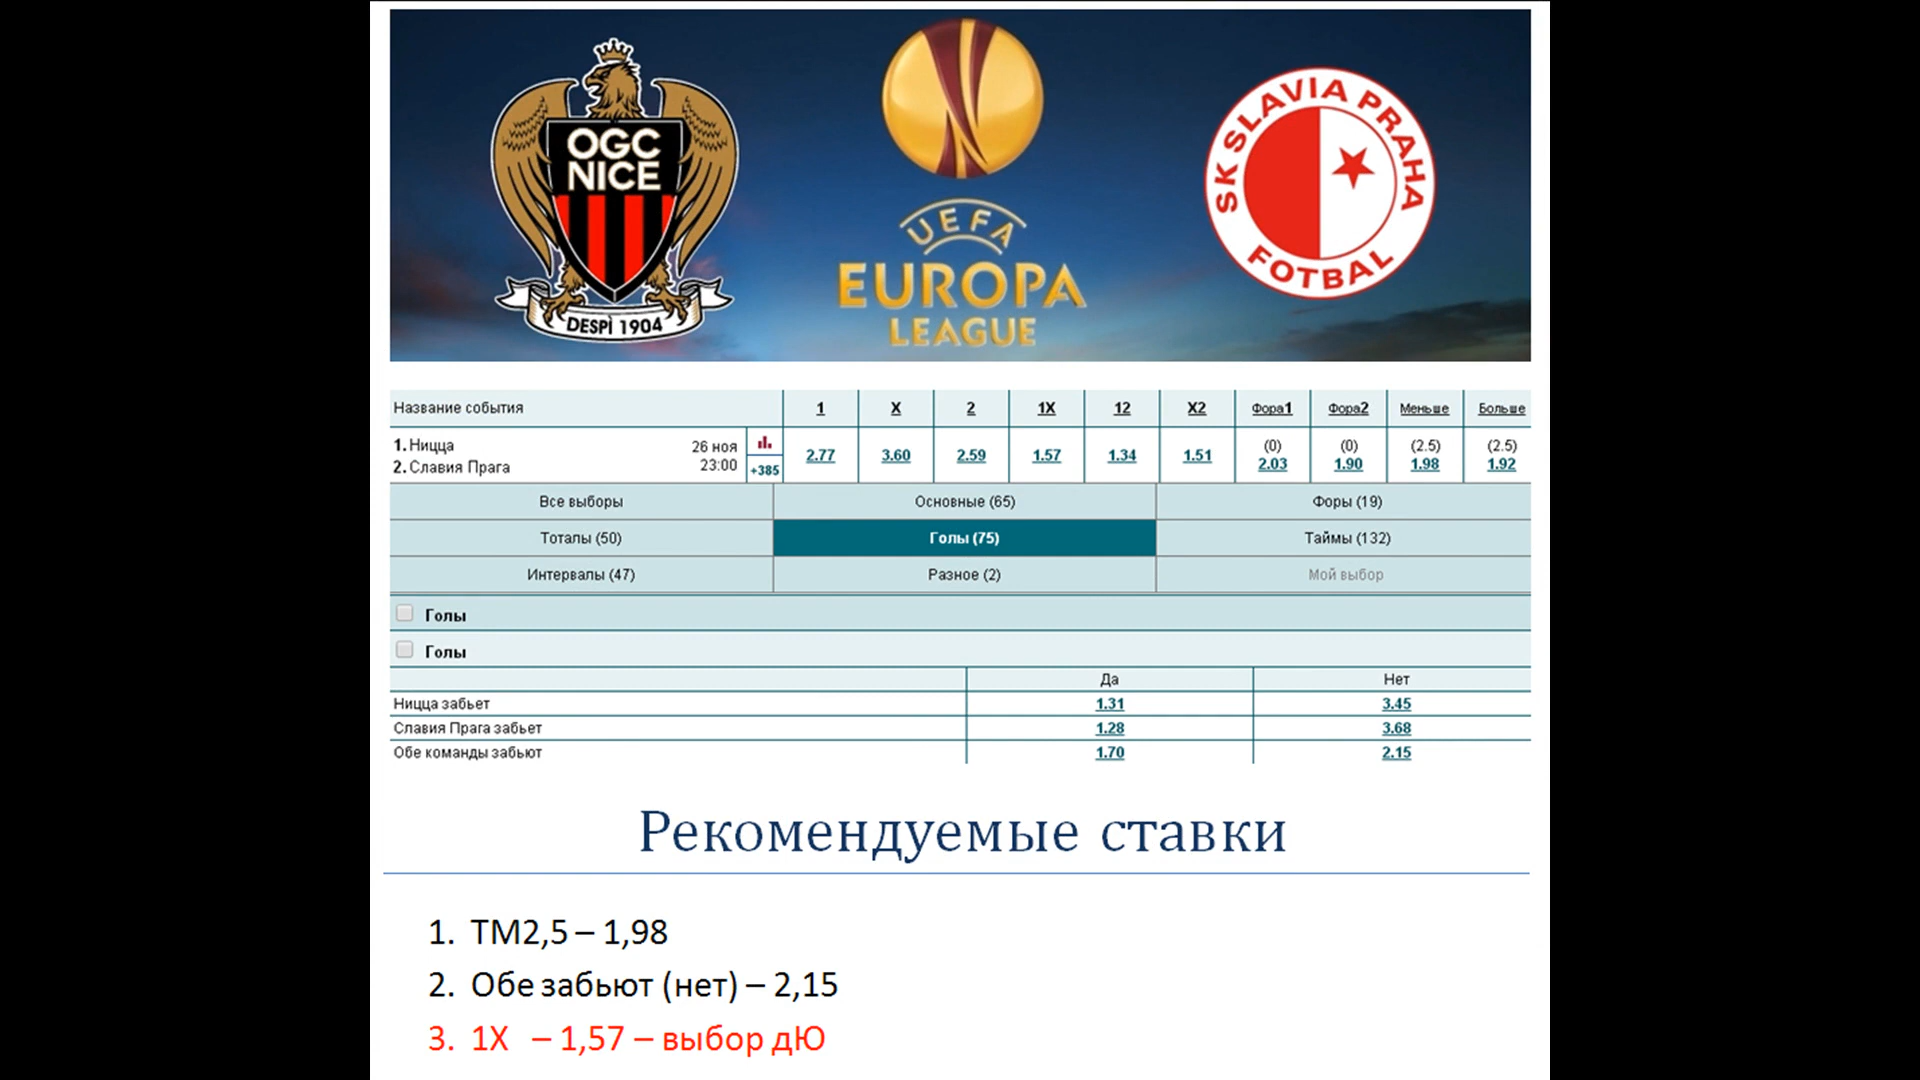 OGC
NICE
DESPÌ 1904
UEFA
EUROPA
LEAGUE
SK SLAVIA PRAHA
FOTBAL
Название события 1 X 2 1X 12 X2 Фора1 Фора2 Меньше Больше
1. Ницца 26 ноя (0) (0) (2.5) (2.5)
2. Славия Прага 23:00 +385 2.77 3.60 2.59 1.57 1.34 1.51 2.03 1.90 1.98 1.92
Все выборы Основные (65) Форы (19)
Тоталы (50) Голы (75) Таймы (132)
Интервалы (47) Разное (2) Мой выбор
Голы
Голы
Да Нет
Ницца забьет 1.31 3.45
Славия Прага забьет 1.28 3.68
Обе команды забьют 1.70 2.15
Рекомендуемые ставки
1. ТМ2,5 – 1,98
2. Обе забьют (нет) – 2,15
3. 1Х – 1,57 – выбор дЮ